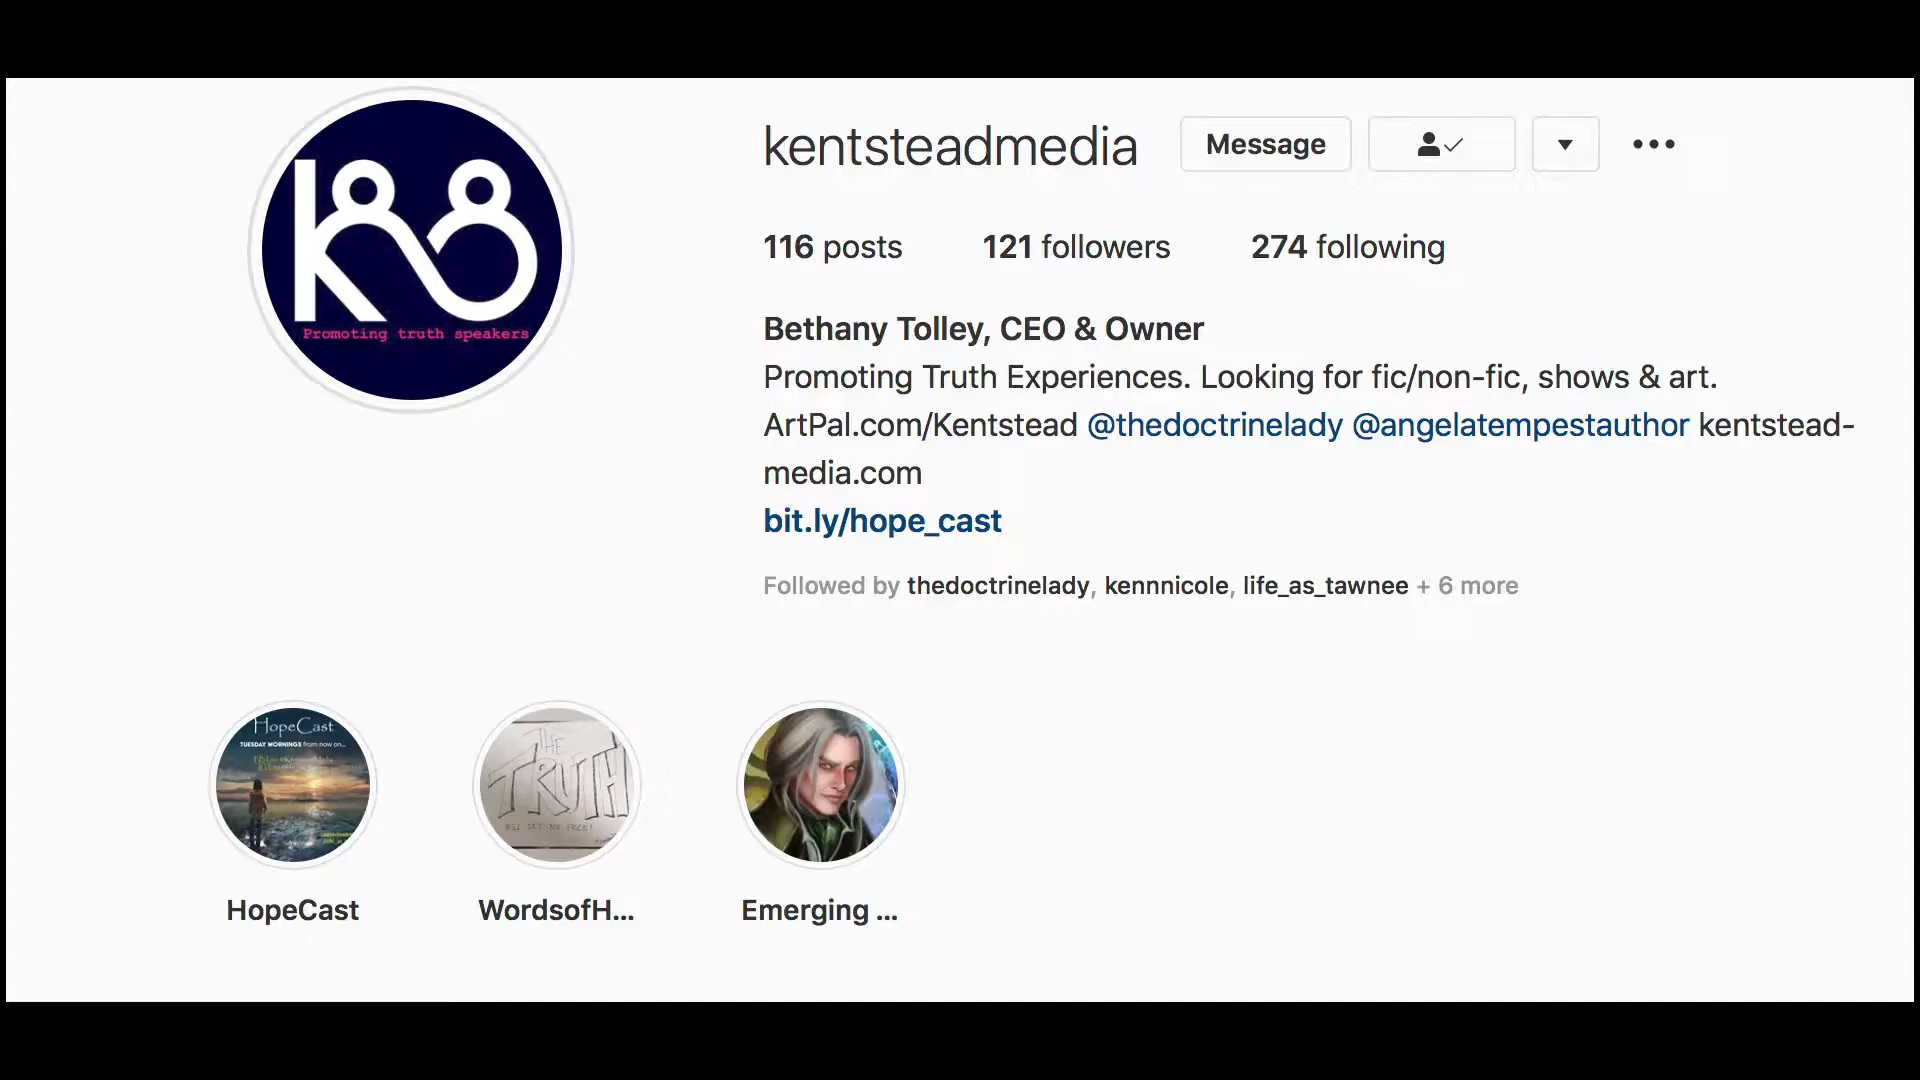 kentsteadmedia
Message
116 posts 121 followers 274 following
Bethany Tolley, CEO & Owner
Promoting Truth Experiences. Looking for fic/non-fic, shows & art.
ArtPal.com/Kentstead @thedoctrinelady @angelatempestauthor kentstead-
media.com
bit.ly/hope_cast
Followed by thedoctrinelady, kennnicole, life_as_tawnee + 6 more
Promoting truth speakers
HopeCast
TUESDAY MORNINGS from now on...
THE
TRUTH
HopeCast
WordsofH...
Emerging ...